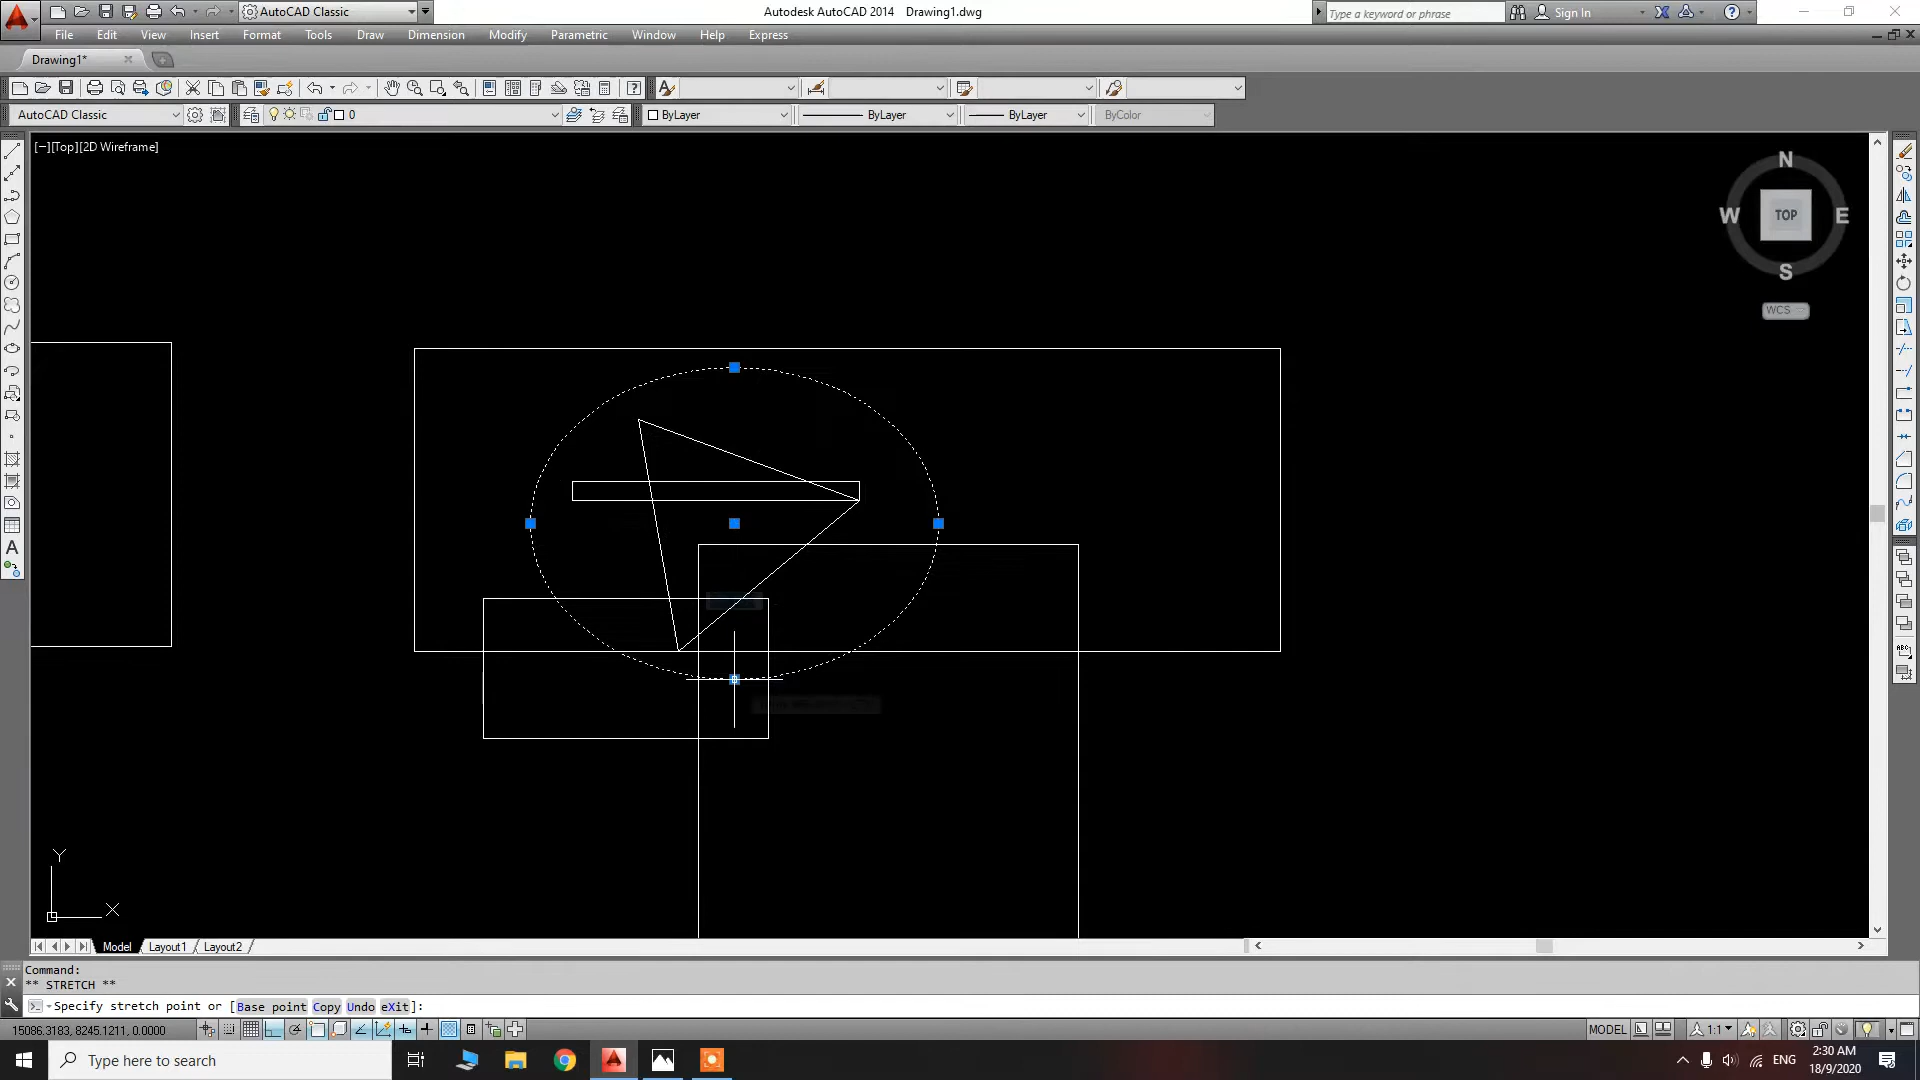 AutoCAD Classic
Autodesk AutoCAD 2014 Drawing1.dwg
Type a keyword or phrase
Sign In
File Edit View Insert Format Tools Draw Dimension Modify Parametric Window Help Express
Drawing1*
AutoCAD Classic
0
ByLayer
ByLayer
ByLayer
ByColor
[−][Top][2D Wireframe]
N
W
TOP
E
S
WCS
A
Y
X
Model Layout1 Layout2
Command:
** STRETCH **
Specify stretch point or [Base point Copy Undo eXit]:
15086.3183, 8245.1211, 0.0000
MODEL
1:1
Type here to search
ENG
2:30 AM
18/9/2020